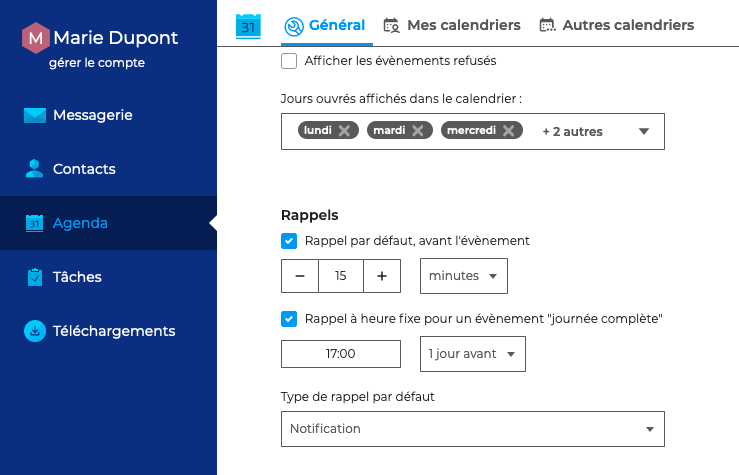 M Marie Dupont
gérer le compte
Messagerie
Contacts
31 Agenda
Tâches
Téléchargements
31 Général Mes calendriers Autres calendriers
Afficher les évènements refusés
Jours ouvrés affichés dans le calendrier :
lundi mardi mercredi + 2 autres
Rappels
Rappel par défaut, avant l'évènement
− 15 + minutes
Rappel à heure fixe pour un évènement "journée complète"
17:00 1 jour avant
Type de rappel par défaut
Notification